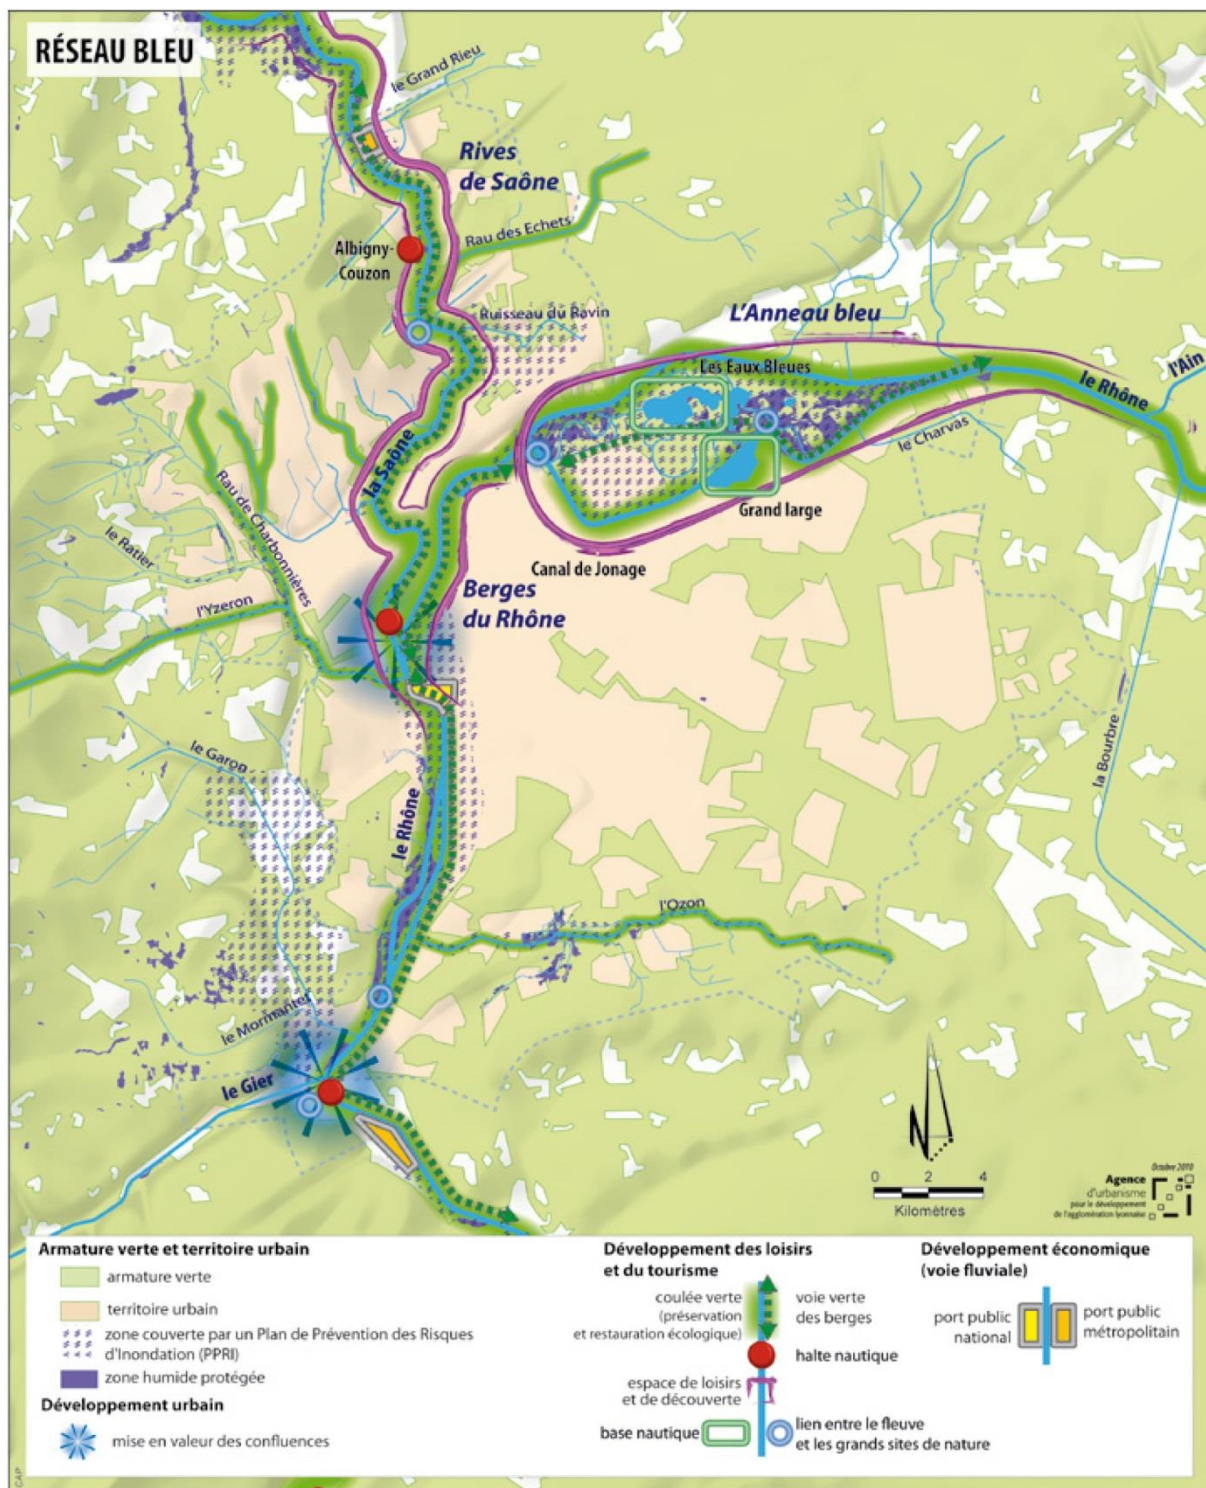 RÉSEAU BLEU
le Grand Rieu
Rives
de Saône
Albigny-
Couzon
Rau des Echets
Ruisseau du Ravin
L'Anneau bleu
Les Eaux Bleues
l'Ain
le Rhône
le Charvas
la Saône
Grand large
Canal de Jonage
Rau de Charbonnières
le Ratier
l'Yzeron
Berges
du Rhône
la Bourbre
le Garon
le Rhône
l'Ozon
le Mornantet
le Gier
N
0 2 4
Kilomètres
Octobre 2010
Agence
d'urbanisme
pour le développement
de l'agglomération lyonnaise
Armature verte et territoire urbain
armature verte
territoire urbain
zone couverte par un Plan de Prévention des Risques
d'Inondation (PPRI)
zone humide protégée
Développement urbain
mise en valeur des confluences
Développement des loisirs
et du tourisme
coulée verte
(préservation
et restauration écologique)
voie verte
des berges
halte nautique
espace de loisirs
et de découverte
base nautique
lien entre le fleuve
et les grands sites de nature
Développement économique
(voie fluviale)
port public
national
port public
métropolitain
CAP